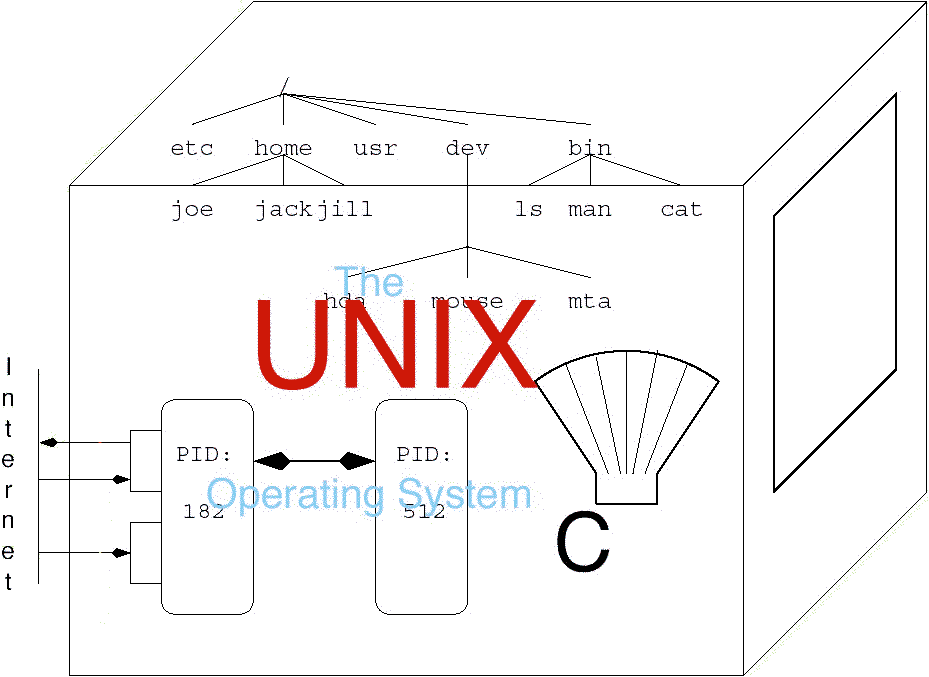 /
etc home usr dev bin
joe jack jill ls man cat
The
hda mouse mta
UNIX
Internet
PID: PID:
Operating System
182 512
C